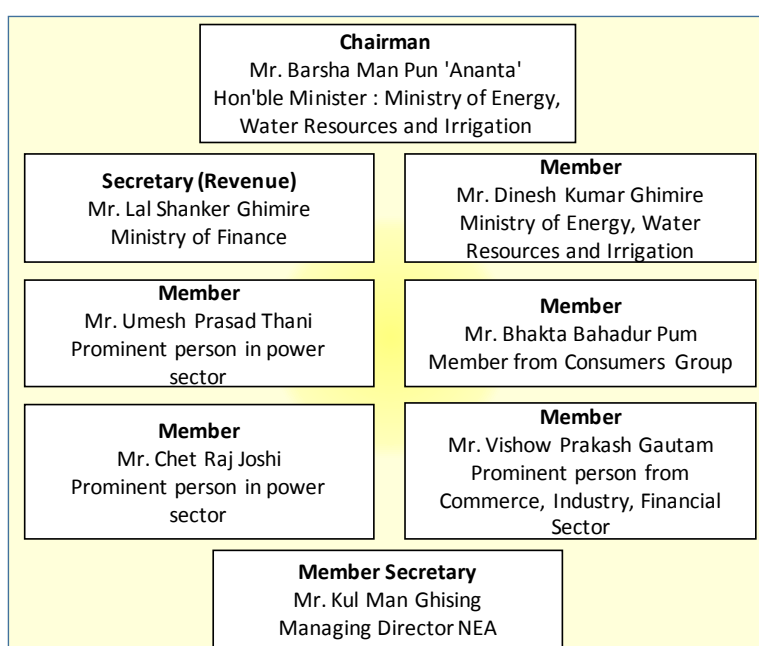 Chairman
Mr. Barsha Man Pun 'Ananta'
Hon'ble Minister : Ministry of Energy,
Water Resources and Irrigation
Secretary (Revenue)
Mr. Lal Shanker Ghimire
Ministry of Finance
Member
Mr. Dinesh Kumar Ghimire
Ministry of Energy, Water
Resources and Irrigation
Member
Mr. Umesh Prasad Thani
Prominent person in power
sector
Member
Mr. Bhakta Bahadur Pum
Member from Consumers Group
Member
Mr. Chet Raj Joshi
Prominent person in power
sector
Member
Mr. Vishow Prakash Gautam
Prominent person from
Commerce, Industry, Financial
Sector
Member Secretary
Mr. Kul Man Ghising
Managing Director NEA